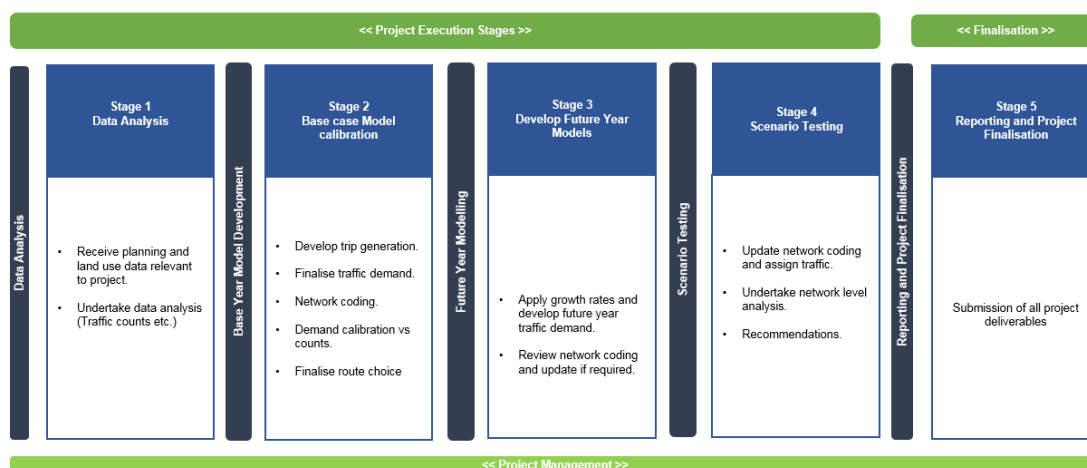 << Project Execution Stages >>
<< Finalisation >>
Data Analysis
Stage 1
Data Analysis
• Receive planning and
land use data relevant
to project.
• Undertake data analysis
(Traffic counts etc.)
Base Year Model Development
Stage 2
Base case Model
calibration
• Develop trip generation.
• Finalise traffic demand.
• Network coding.
• Demand calibration vs
counts.
• Finalise route choice
Future Year Modelling
Stage 3
Develop Future Year
Models
• Apply growth rates and
develop future year
traffic demand.
• Review network coding
and update if required.
Scenario Testing
Stage 4
Scenario Testing
• Update network coding
and assign traffic.
• Undertake network level
analysis.
• Recommendations.
Reporting and Project Finalisation
Stage 5
Reporting and Project
Finalisation
Submission of all project
deliverables
<< Project Management >>